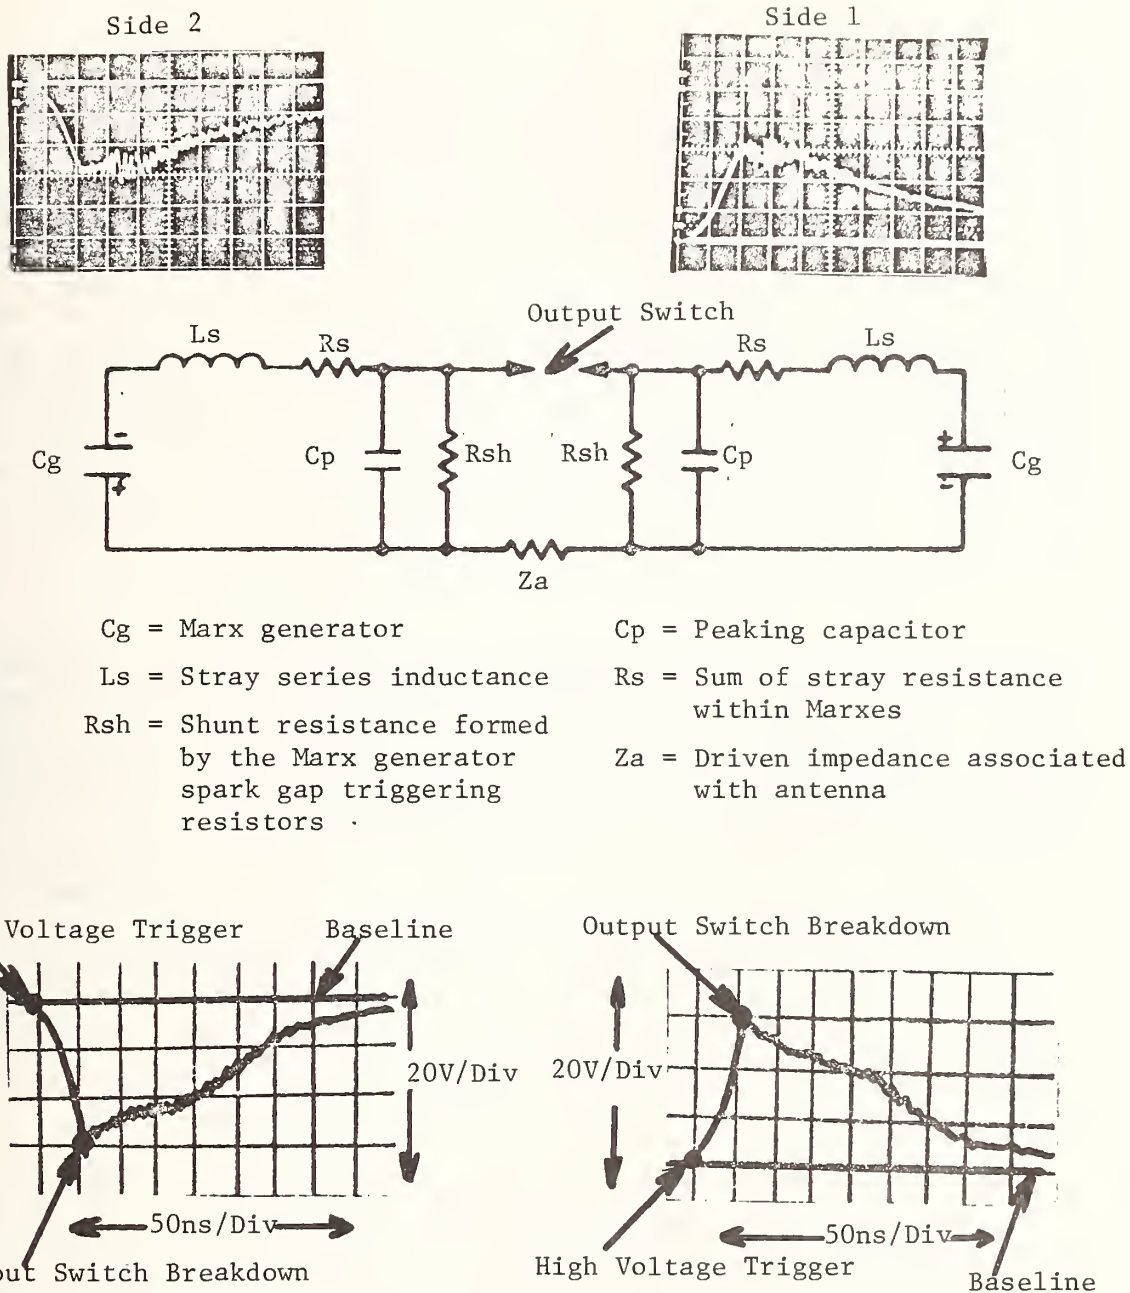 Side 2
Side 1
Output Switch
Ls
Rs
Rs
Ls
Cg
-
+
Cp
Rsh
Rsh
Cp
+
-
Cg
Za
Cg = Marx generator
Ls = Stray series inductance
Rsh = Shunt resistance formed
by the Marx generator
spark gap triggering
resistors
Cp = Peaking capacitor
Rs = Sum of stray resistance
within Marxes
Za = Driven impedance associated
with antenna
Voltage Trigger
Baseline
20V/Div
50ns/Div
put Switch Breakdown
Output Switch Breakdown
20V/Div
50ns/Div
High Voltage Trigger
Baseline